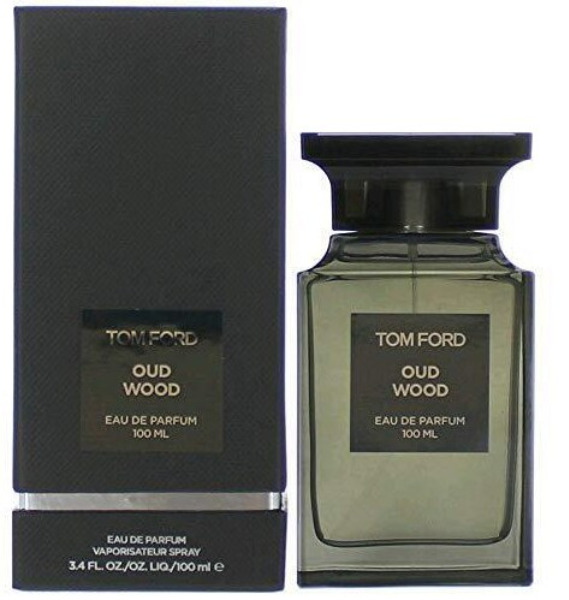 TOM FORD
OUD
WOOD
EAU DE PARFUM
100 ML
EAU DE PARFUM
VAPORISATEUR SPRAY
3.4 FL. OZ./OZ. LIQ./100 ml ℮
TOM FORD
OUD
WOOD
EAU DE PARFUM
100 ML